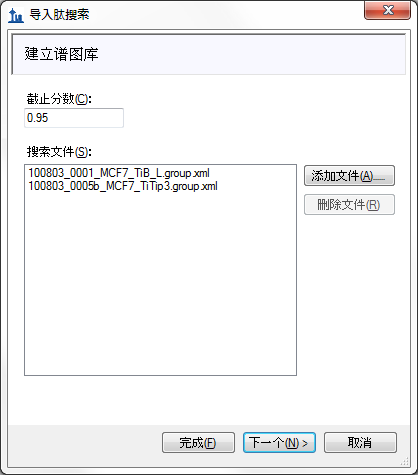 导入肽搜索
建立谱图库
截止分数(C):
0.95
搜索文件(S):
100803_0001_MCF7_TiB_L.group.xml
100803_0005b_MCF7_TiTip3.group.xml
添加文件(A)...
删除文件(R)
完成(F)
下一个(N) >
取消